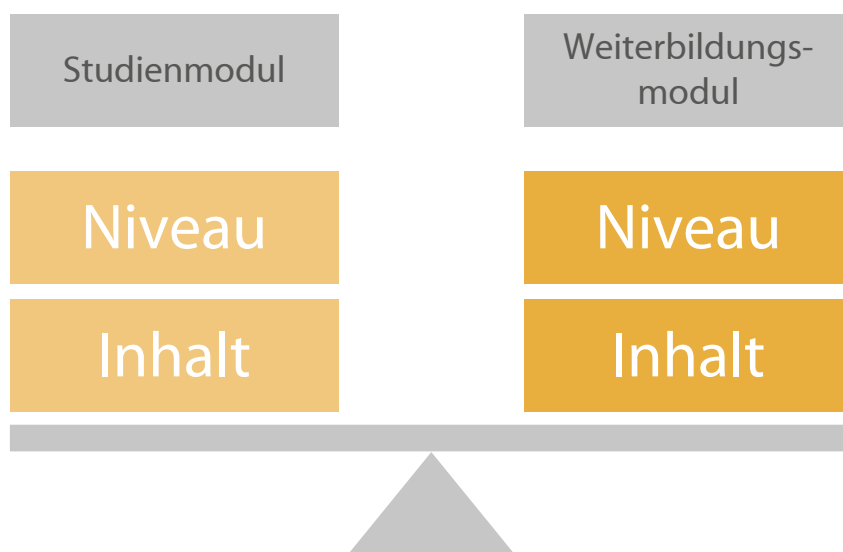 Studienmodul
Weiterbildungs-
modul
Niveau
Niveau
Inhalt
Inhalt